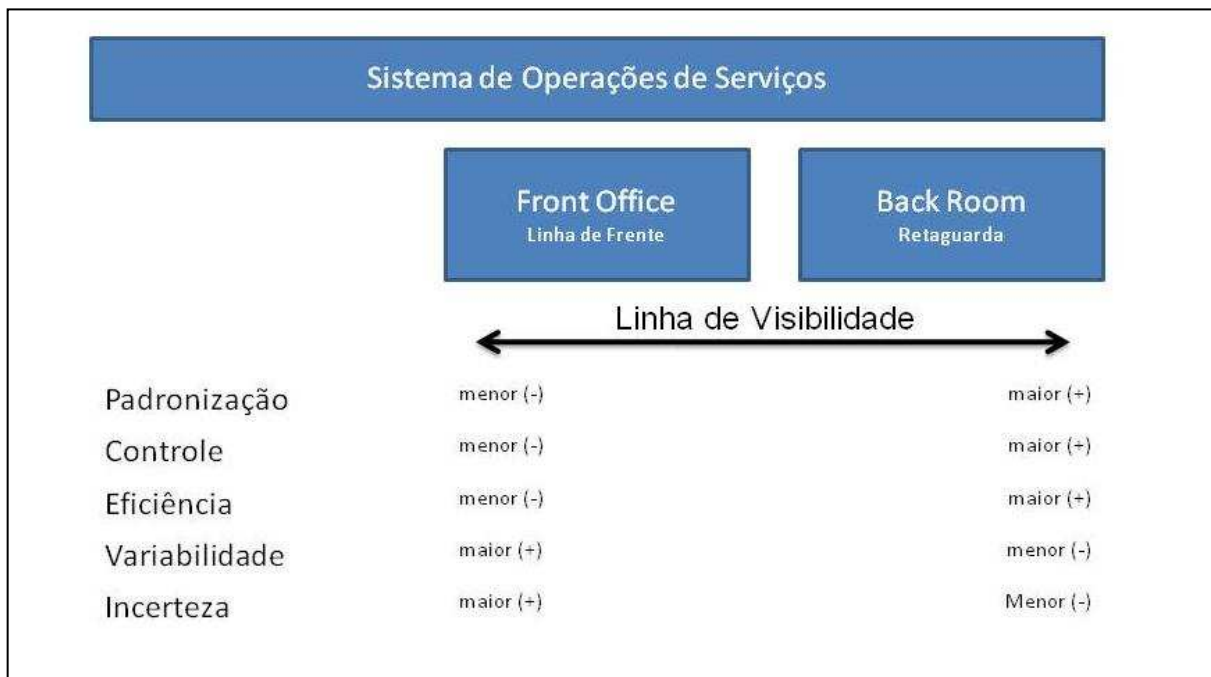 Sistema de Operações de Serviços
Front Office
Linha de Frente
Back Room
Retaguarda
Linha de Visibilidade
Padronização menor (-) maior (+)
Controle menor (-) maior (+)
Eficiência menor (-) maior (+)
Variabilidade maior (+) menor (-)
Incerteza maior (+) Menor (-)